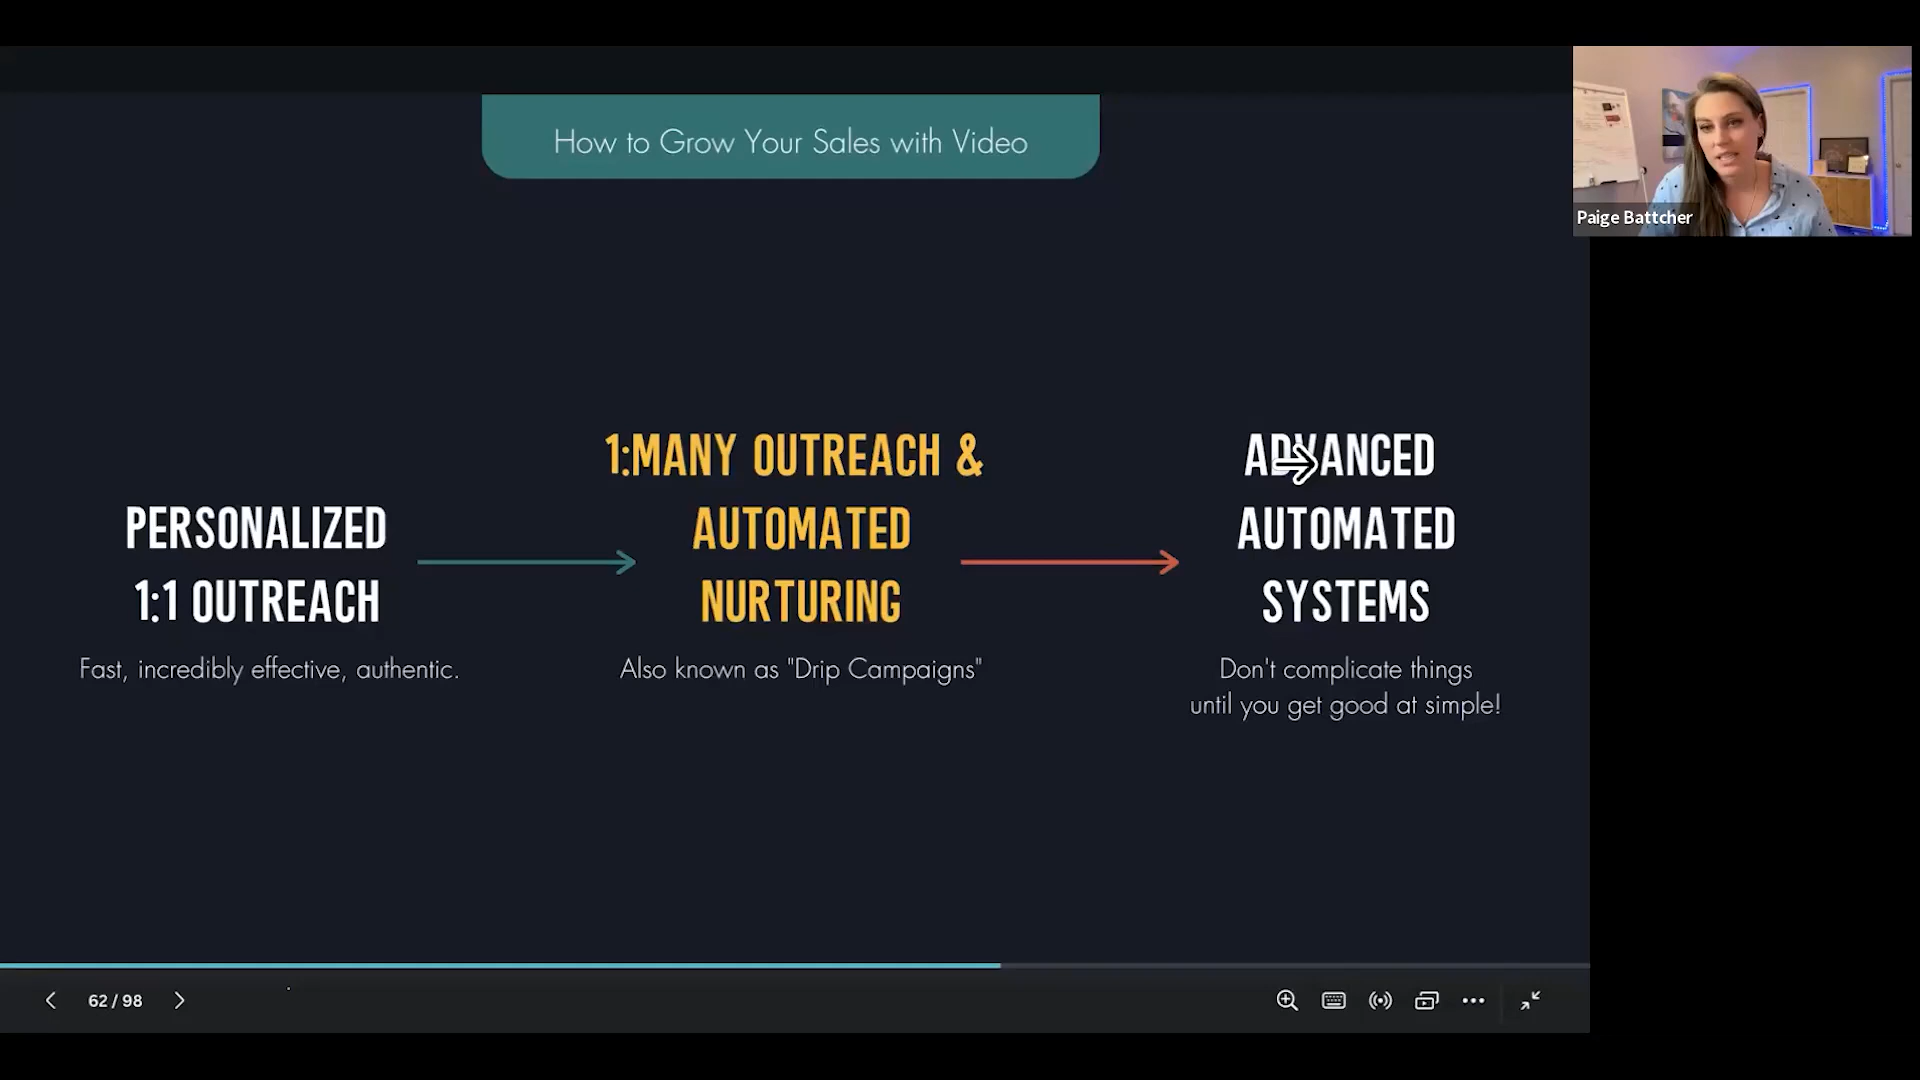 How to Grow Your Sales with Video
PERSONALIZED
1:1 OUTREACH
Fast, incredibly effective, authentic.
1:MANY OUTREACH &
AUTOMATED
NURTURING
Also known as "Drip Campaigns"
ADVANCED
AUTOMATED
SYSTEMS
Don't complicate things
until you get good at simple!
Paige Battcher
62 / 98